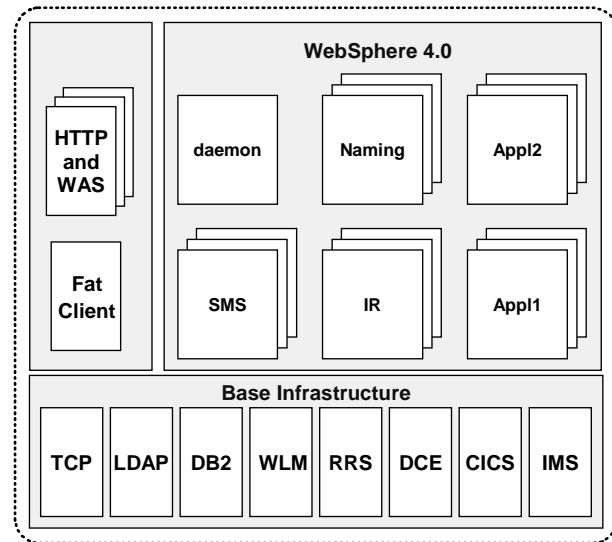 WebSphere 4.0
HTTP
and
WAS
daemon
Naming
Appl2
Fat
Client
SMS
IR
Appl1
Base Infrastructure
TCP
LDAP
DB2
WLM
RRS
DCE
CICS
IMS